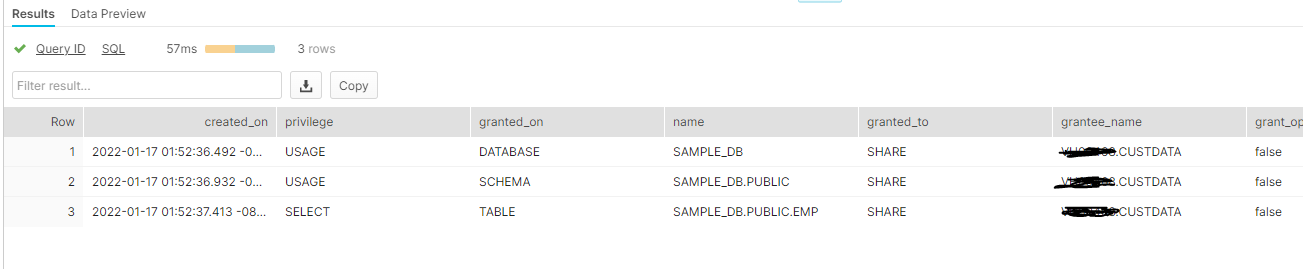 Results Data Preview
Query ID SQL 57ms 3 rows
Filter result... Copy
Row created_on privilege granted_on name granted_to grantee_name grant_op
1 2022-01-17 01:52:36.492 -0... USAGE DATABASE SAMPLE_DB SHARE .CUSTDATA false
2 2022-01-17 01:52:36.932 -0... USAGE SCHEMA SAMPLE_DB.PUBLIC SHARE .CUSTDATA false
3 2022-01-17 01:52:37.413 -08... SELECT TABLE SAMPLE_DB.PUBLIC.EMP SHARE .CUSTDATA false